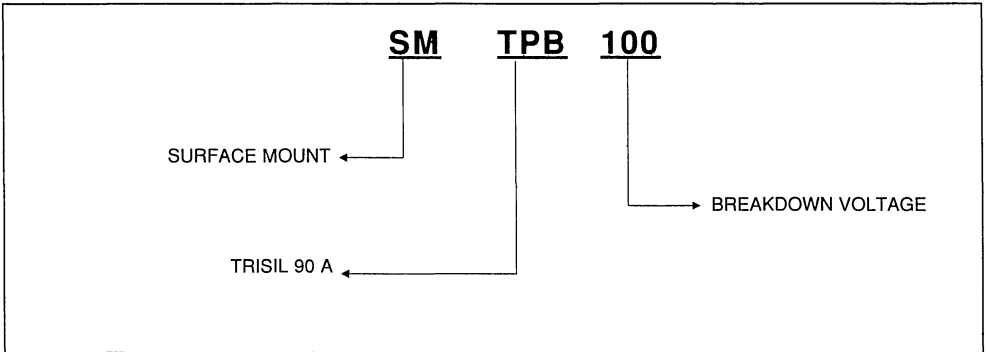 SM TPB 100
SURFACE MOUNT
BREAKDOWN VOLTAGE
TRISIL 90 A